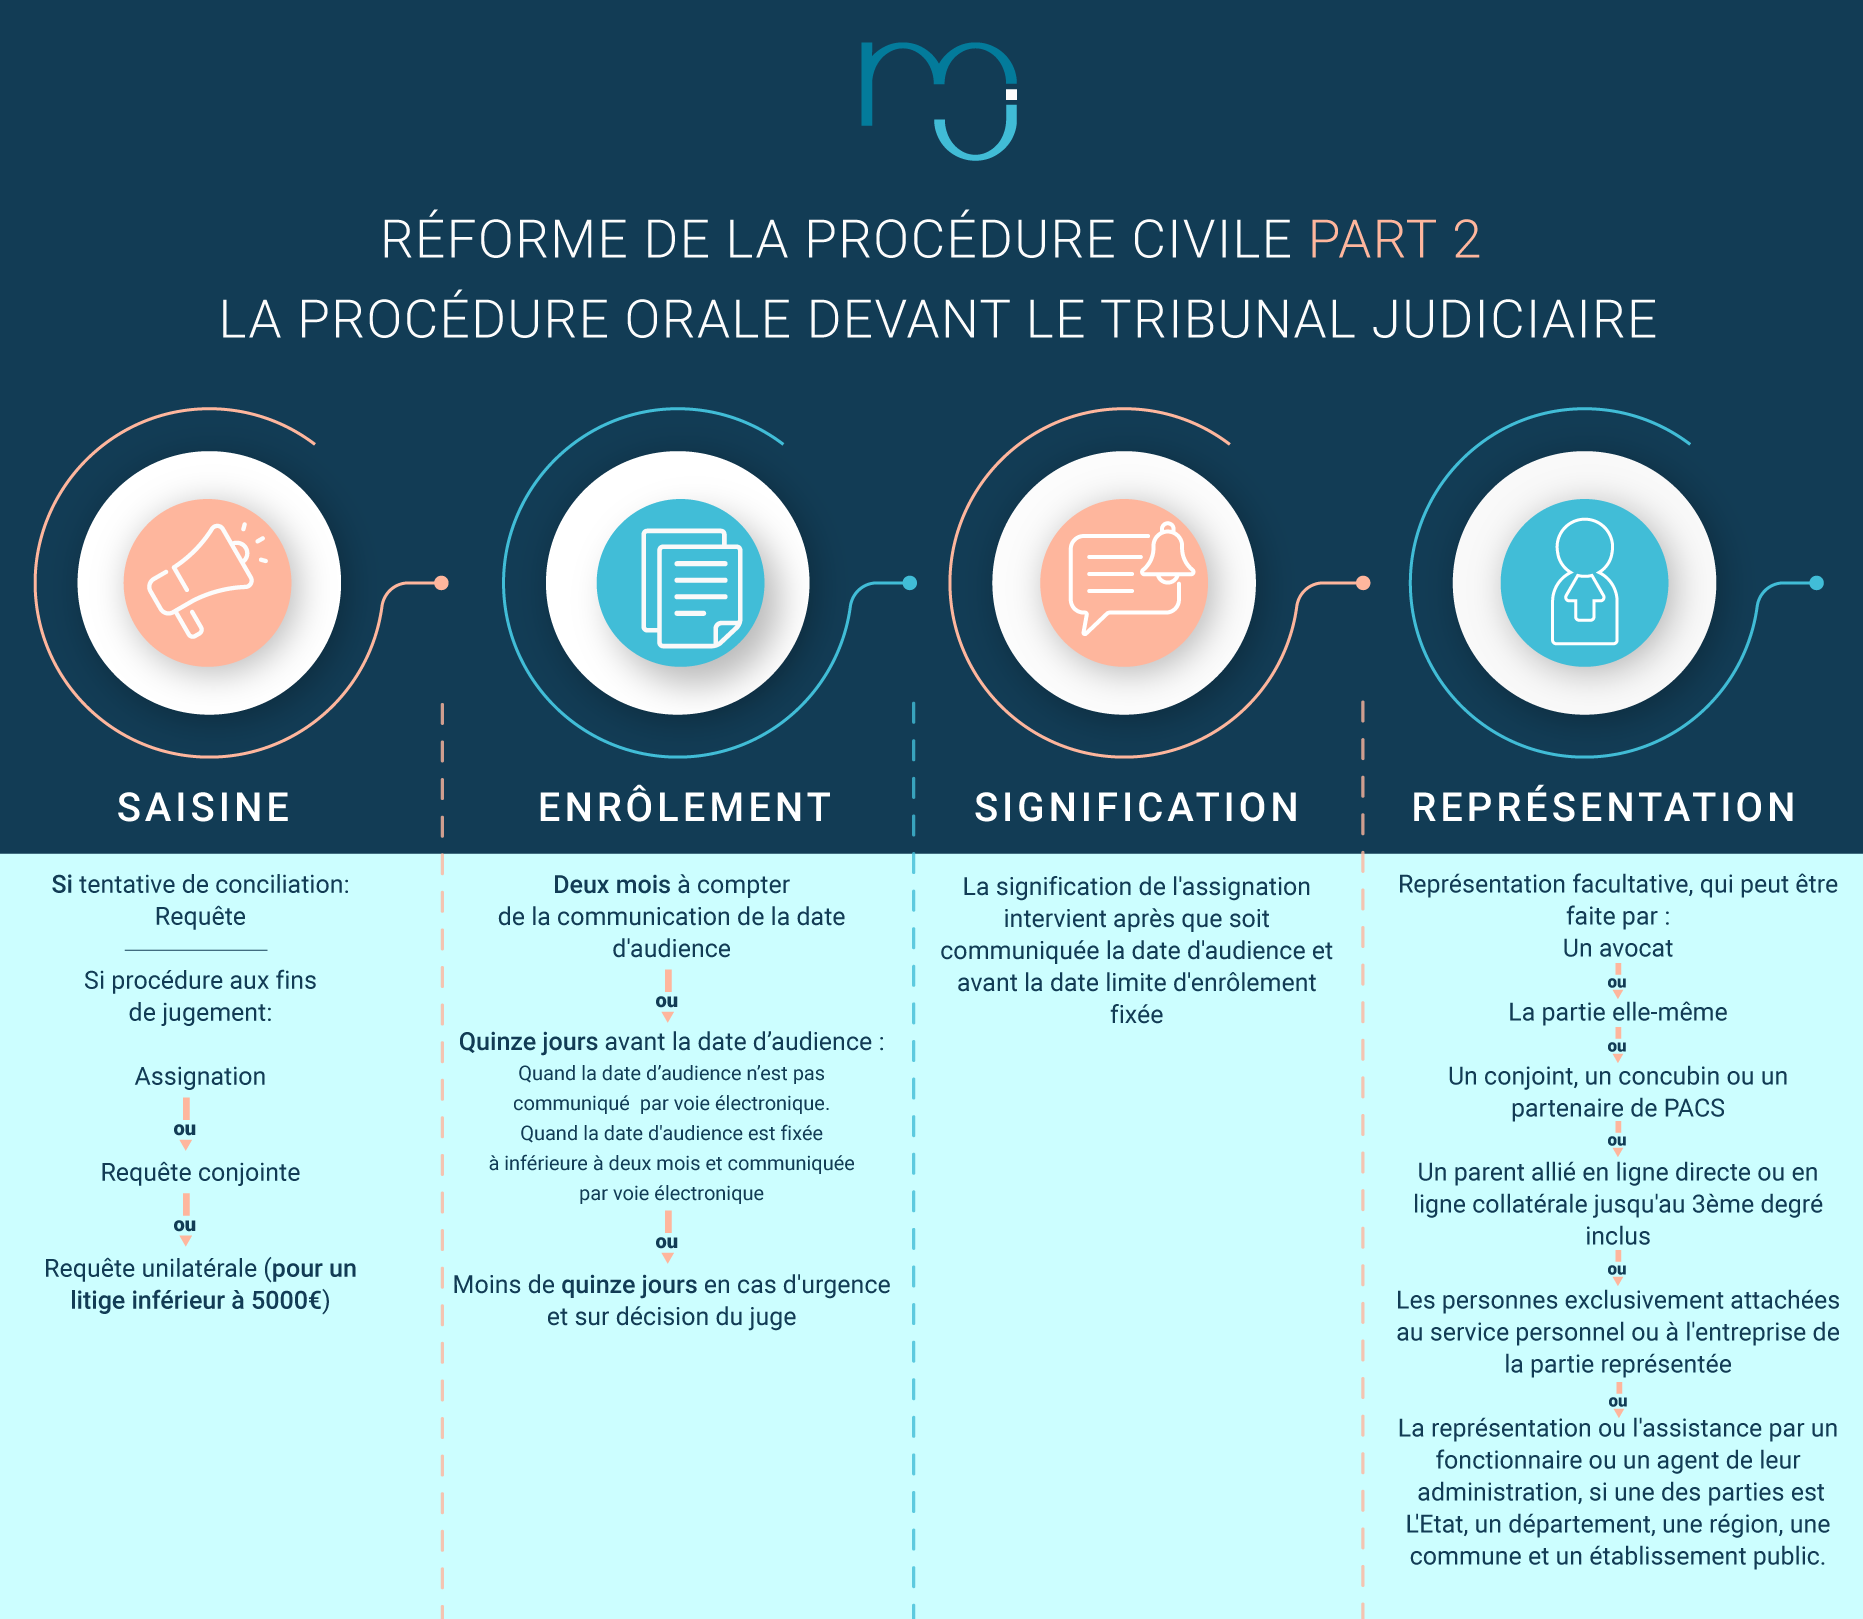 mj
RÉFORME DE LA PROCÉDURE CIVILE PART 2
LA PROCÉDURE ORALE DEVANT LE TRIBUNAL JUDICIAIRE
SAISINE
Si tentative de conciliation:
Requête
Si procédure aux fins
de jugement:
Assignation
ou
Requête conjointe
ou
Requête unilatérale (pour un
litige inférieur à 5000€)
ENRÔLEMENT
Deux mois à compter
de la communication de la date
d'audience
ou
Quinze jours avant la date d’audience :
Quand la date d’audience n’est pas
communiqué par voie électronique.
Quand la date d'audience est fixée
à inférieure à deux mois et communiquée
par voie électronique
ou
Moins de quinze jours en cas d'urgence
et sur décision du juge
SIGNIFICATION
La signification de l'assignation
intervient après que soit
communiquée la date d'audience et
avant la date limite d'enrôlement
fixée
REPRÉSENTATION
Représentation facultative, qui peut être
faite par :
Un avocat
ou
La partie elle-même
ou
Un conjoint, un concubin ou un
partenaire de PACS
ou
Un parent allié en ligne directe ou en
ligne collatérale jusqu'au 3ème degré
inclus
ou
Les personnes exclusivement attachées
au service personnel ou à l'entreprise de
la partie représentée
ou
La représentation ou l'assistance par un
fonctionnaire ou un agent de leur
administration, si une des parties est
L'Etat, un département, une région, une
commune et un établissement public.